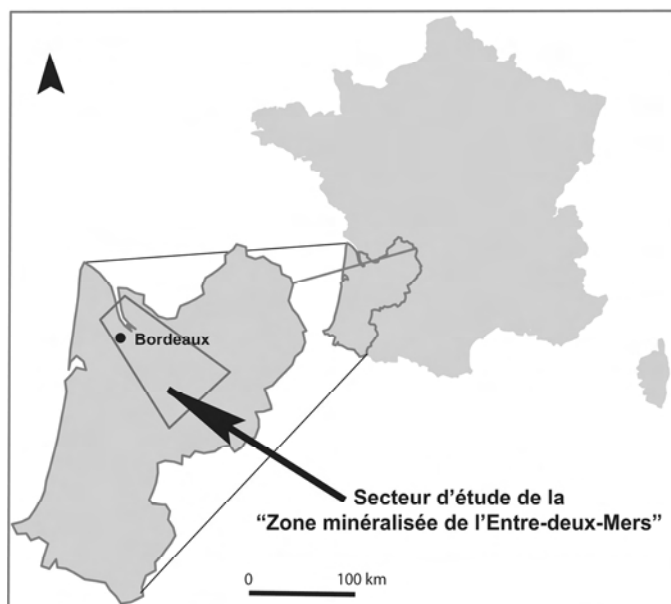 Bordeaux
Secteur d’étude de la
“Zone minéralisée de l’Entre-deux-Mers”
0 100 km